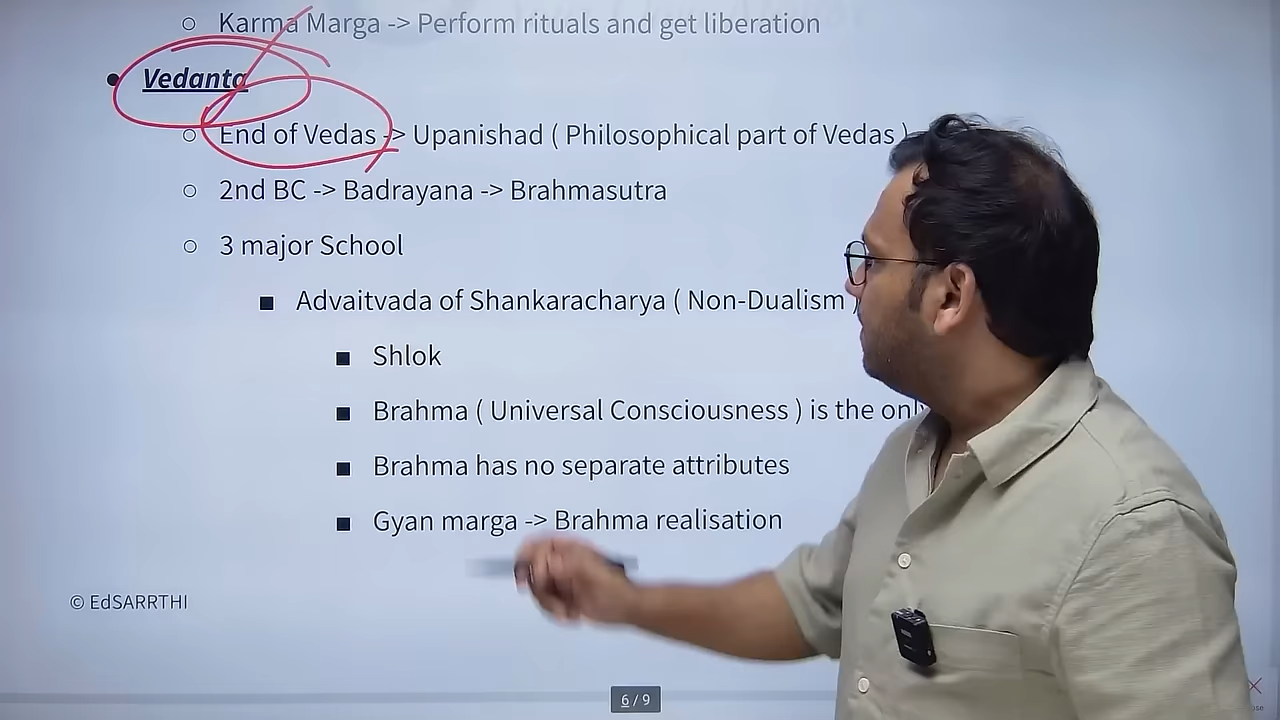 Karma Marga -> Perform rituals and get liberation
Vedanta
End of Vedas -> Upanishad ( Philosophical part of Vedas )
2nd BC -> Badrayana -> Brahmasutra
3 major School
Advaitvada of Shankaracharya ( Non-Dualism )
Shlok
Brahma ( Universal Consciousness ) is the only
Brahma has no separate attributes
Gyan marga -> Brahma realisation
© EdSARRTHI
6 / 9